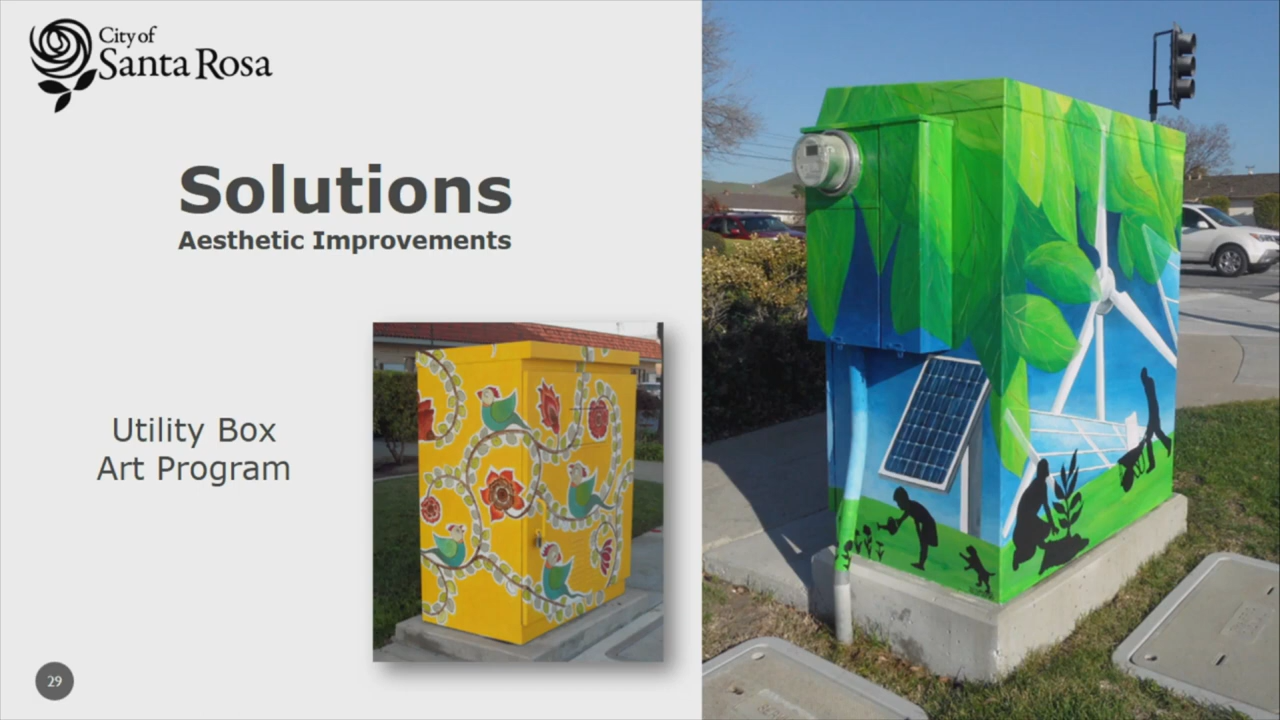 City of
Santa Rosa
Solutions
Aesthetic Improvements
Utility Box
Art Program
29